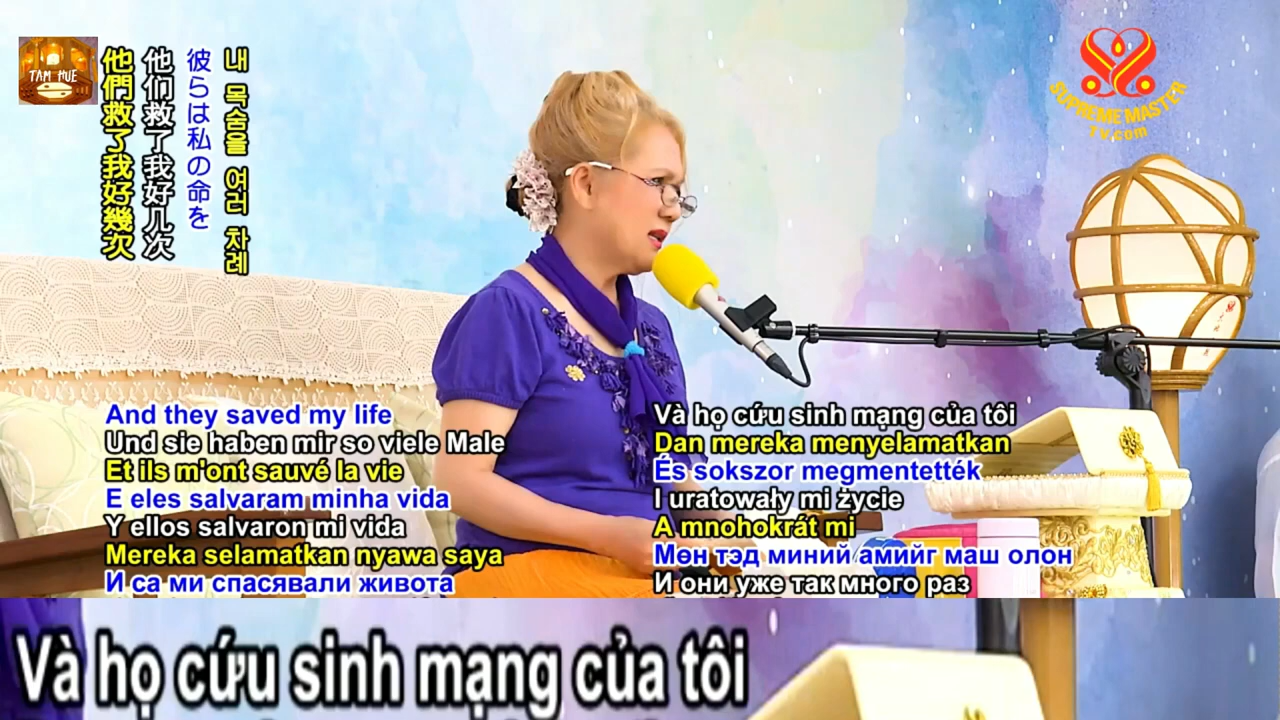 TAM HUE
他們救了我好幾次
他们救了我好几次
彼らは私の命を
내 목숨을 여러 차례
SUPREME MASTER
TV.com
And they saved my life
Und sie haben mir so viele Male
Et ils m'ont sauvé la vie
E eles salvaram minha vida
Y ellos salvaron mi vida
Mereka selamatkan nyawa saya
И са ми спасявали живота
Và họ cứu sinh mạng của tôi
Dan mereka menyelamatkan
És sokszor megmentették
I uratowały mi życie
A mnohokrát mi
Мөн тэд миний амийг маш олон
И они уже так много раз
Và họ cứu sinh mạng của tôi